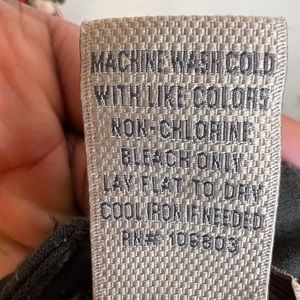 MACHINE WASH COLD
WITH LIKE COLORS
NON-CHLORINE
BLEACH ONLY
LAY FLAT TO DRY
COOL IRON IF NEEDED
RN# 106803